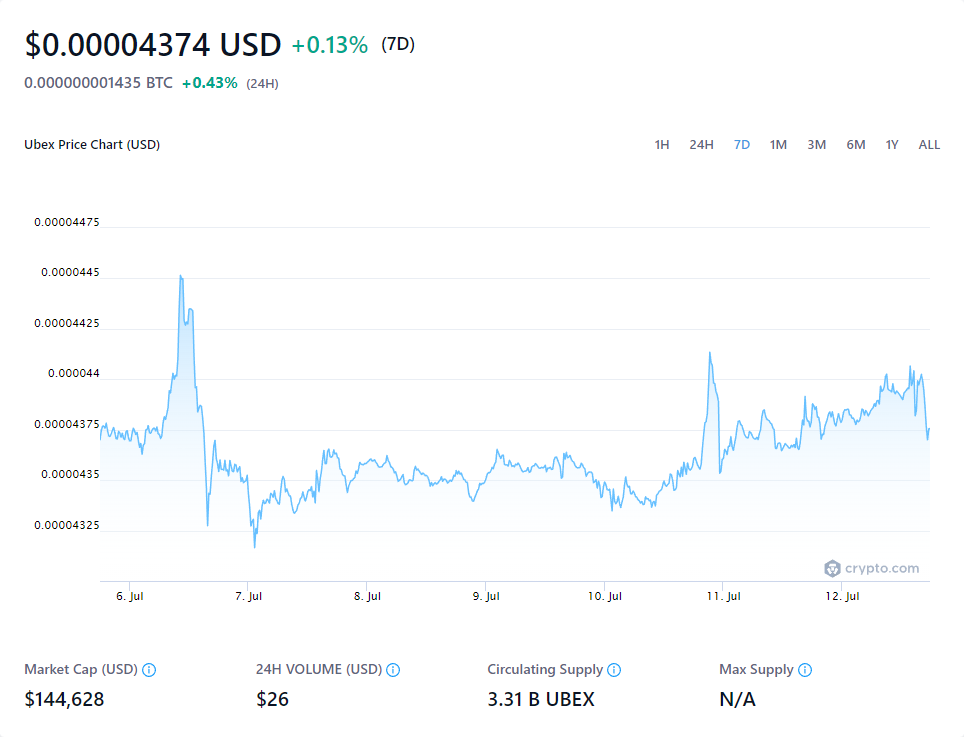 $0.00004374 USD +0.13% (7D)
0.000000001435 BTC +0.43% (24H)
Ubex Price Chart (USD) 1H 24H 7D 1M 3M 6M 1Y ALL
0.00004475
0.0000445
0.00004425
0.000044
0.00004375
0.0000435
0.00004325
crypto.com
6. Jul 7. Jul 8. Jul 9. Jul 10. Jul 11. Jul 12. Jul
Market Cap (USD) 24H VOLUME (USD) Circulating Supply Max Supply
$144,628 $26 3.31 B UBEX N/A